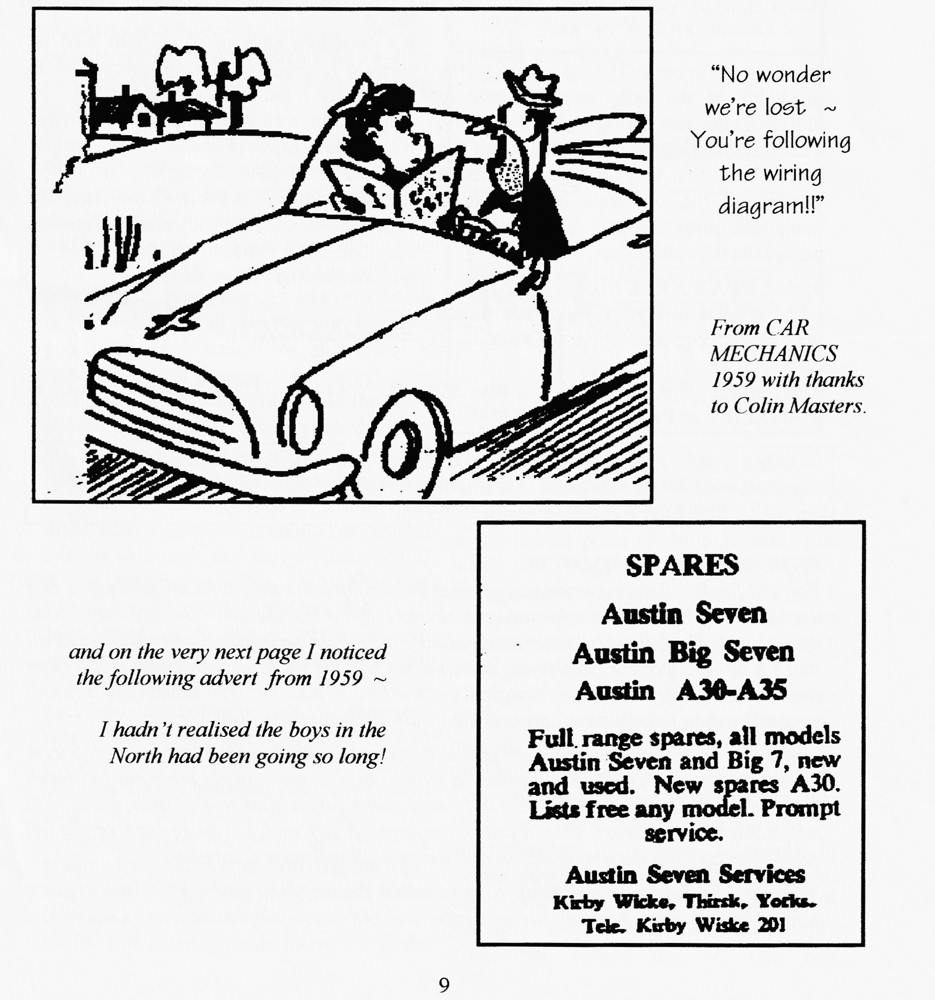 “No wonder
we're lost ~
You're following
the wiring
diagram!!”
From CAR
MECHANICS
1959 with thanks
to Colin Masters.
and on the very next page I noticed
the following advert from 1959 ~
I hadn't realised the boys in the
North had been going so long!
SPARES
Austin Seven
Austin Big Seven
Austin A30-A35
Full range spares, all models
Austin Seven and Big 7, new
and used. New spares A30.
Lists free any model. Prompt
service.
Austin Seven Services
Kirby Wicke, Thirsk, Yorks.
Tele. Kirby Wiske 201
9